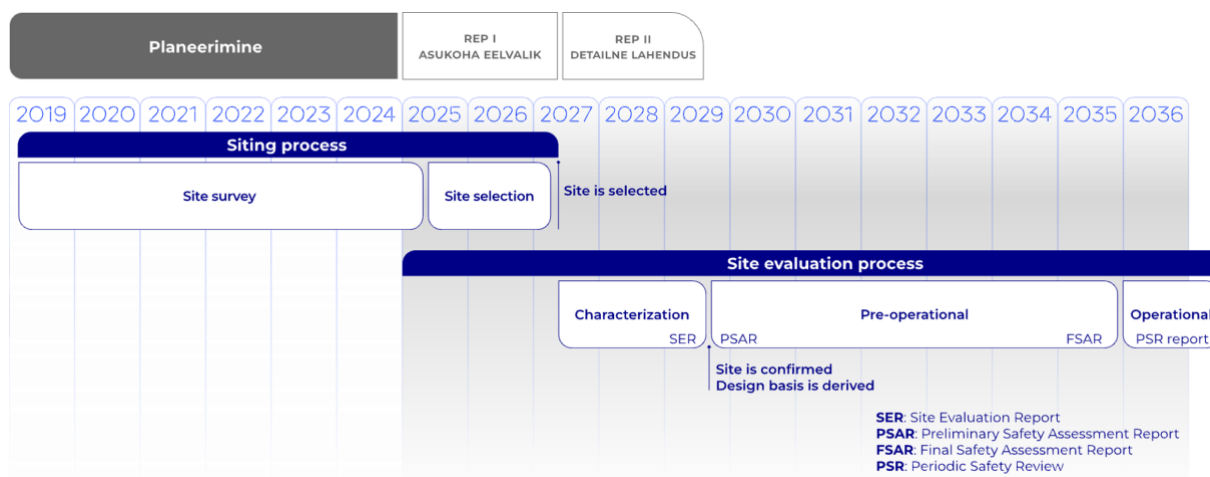 Planeerimine
REP I
ASUKOHA EELVALIK
REP II
DETAILNE LAHENDUS
2019 2020 2021 2022 2023 2024 2025 2026 2027 2028 2029 2030 2031 2032 2033 2034 2035 2036
Siting process
Site survey
Site selection
Site is selected
Site evaluation process
Characterization
SER
Pre-operational
PSAR
FSAR
Operational
PSR report
Site is confirmed
Design basis is derived
SER: Site Evaluation Report
PSAR: Preliminary Safety Assessment Report
FSAR: Final Safety Assessment Report
PSR: Periodic Safety Review